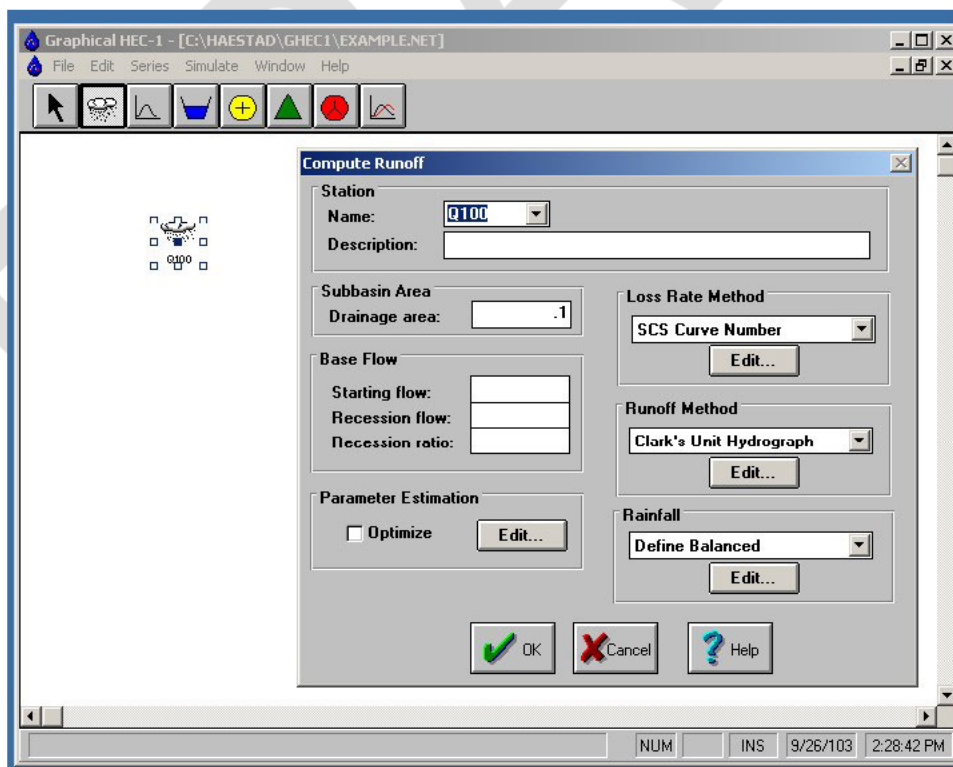 Graphical HEC-1 - [C:\HAESTAD\GHEC1\EXAMPLE.NET]
File Edit Series Simulate Window Help
Q100
Compute Runoff
Station
Name: Q100
Description:
Subbasin Area
Drainage area: .1
Base Flow
Starting flow:
Recession flow:
Recession ratio:
Parameter Estimation
Optimize Edit...
Loss Rate Method
SCS Curve Number
Edit...
Runoff Method
Clark's Unit Hydrograph
Edit...
Rainfall
Define Balanced
Edit...
OK Cancel Help
NUM INS 9/26/103 2:28:42 PM